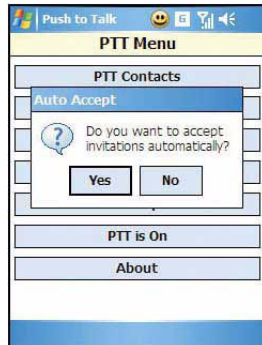 Push to Talk
PTT Menu
PTT Contacts
Auto Accept
Do you want to accept
invitations automatically?
Yes No
PTT is On
About